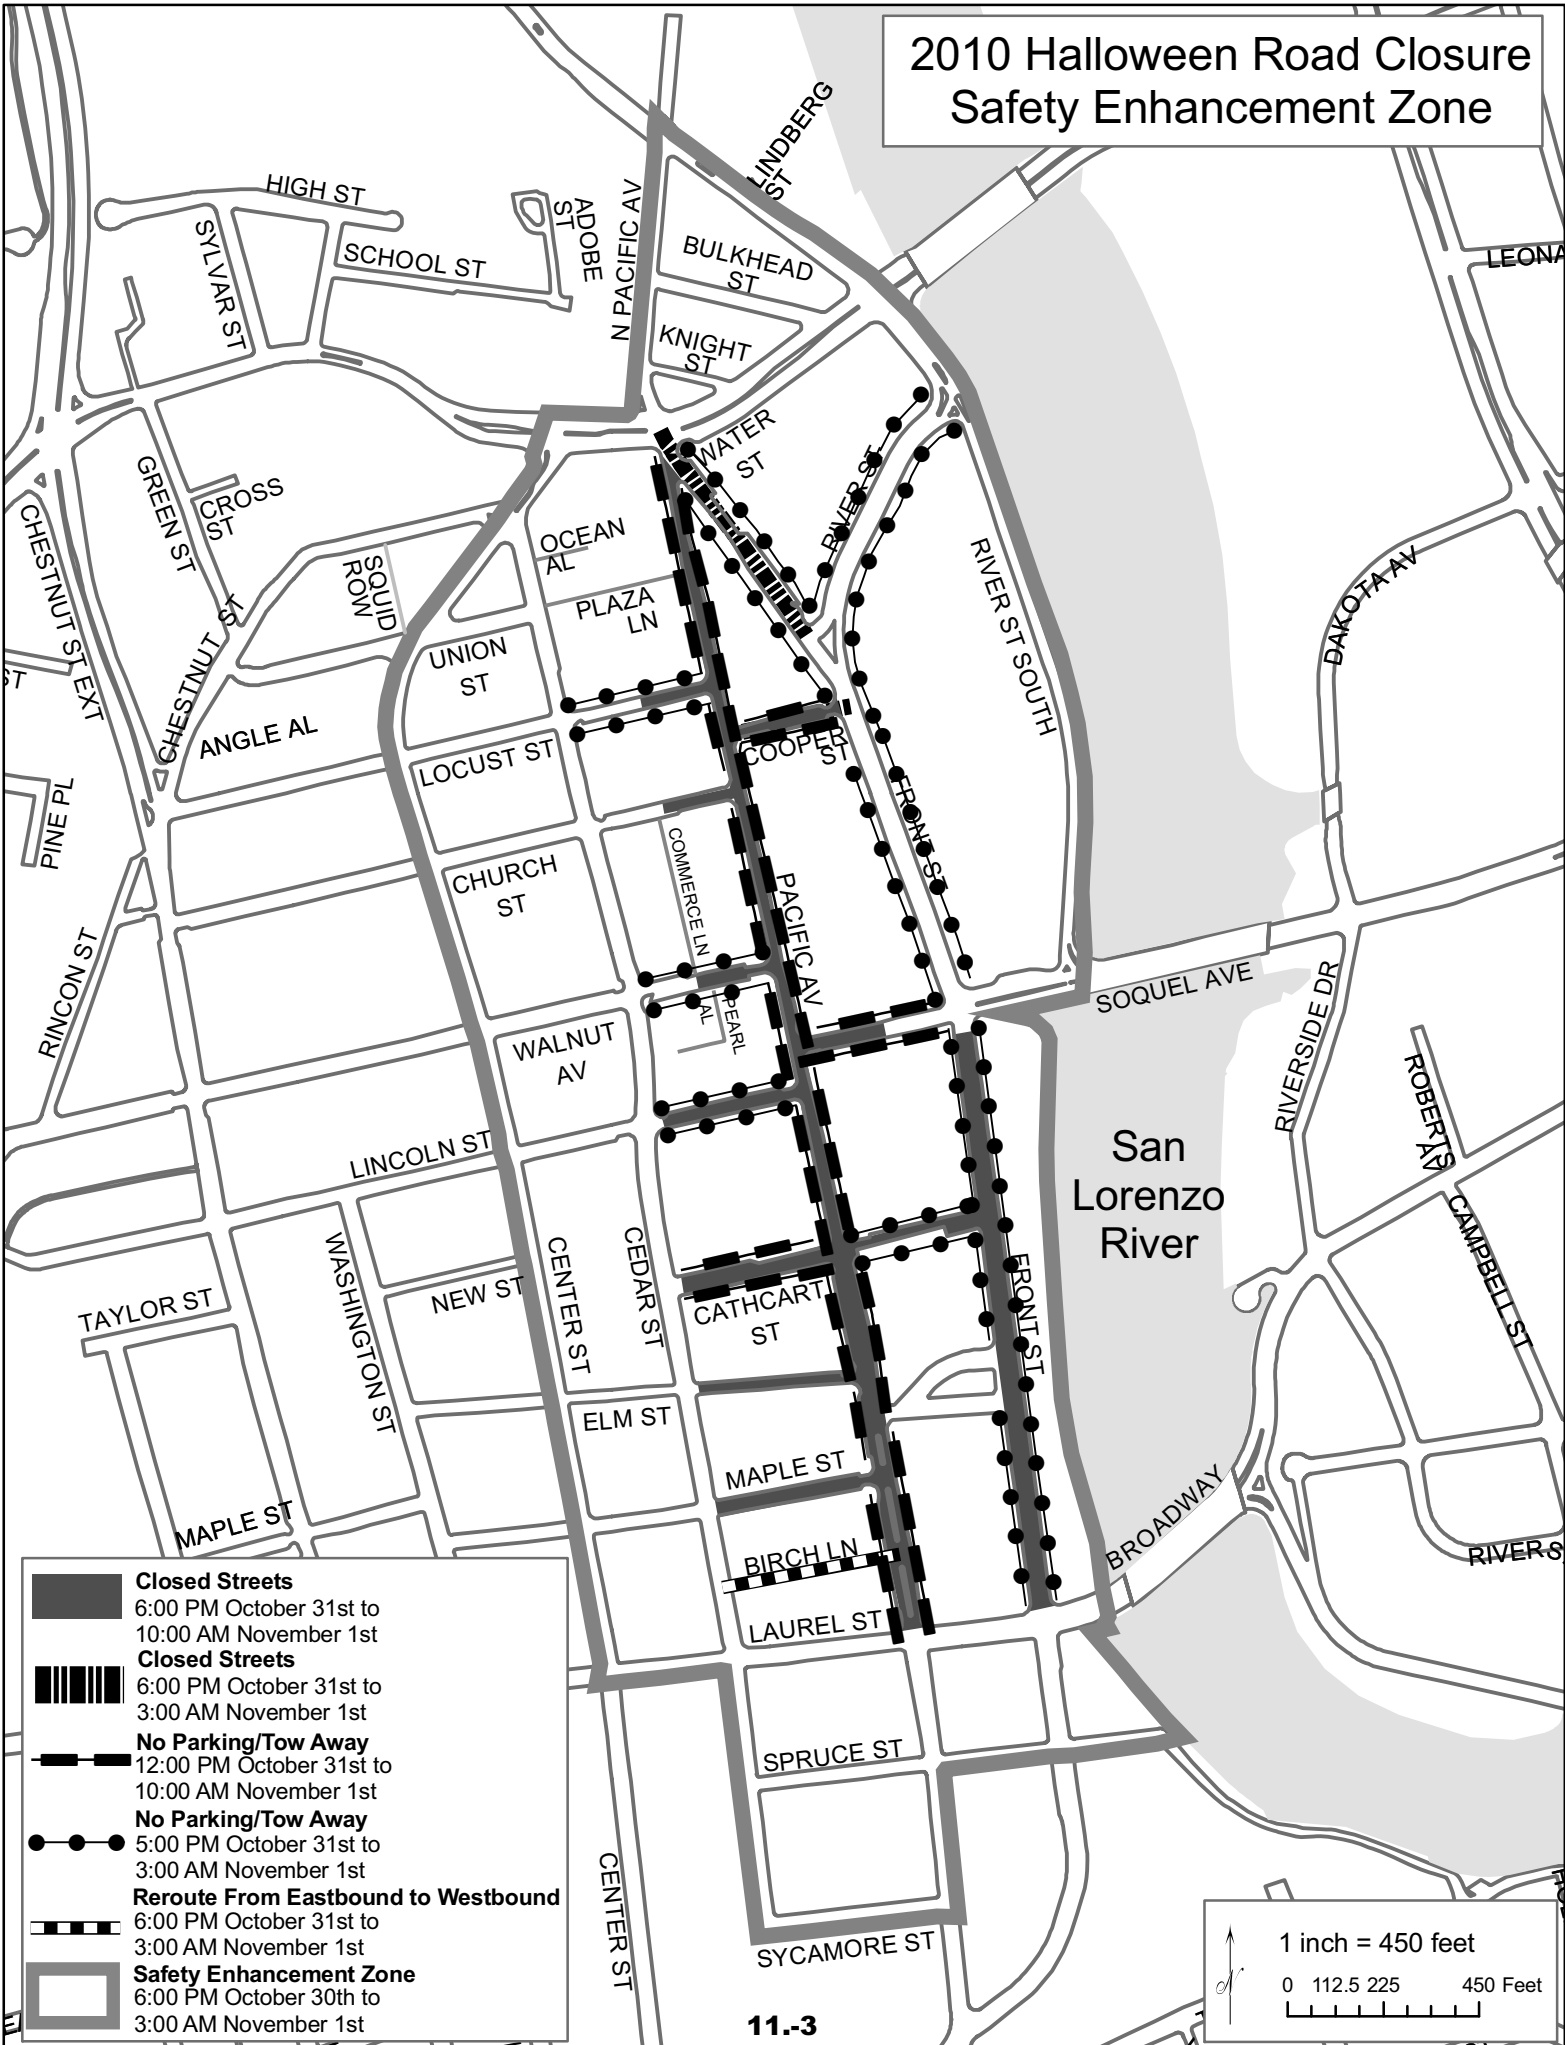 2010 Halloween Road Closure
Safety Enhancement Zone
LINDBERG
ST
HIGH ST
ADOBE
ST
N PACIFIC AV
SYLVAR ST
SCHOOL ST
BULKHEAD
ST
LEONA
KNIGHT
ST
WATER
ST
GREEN ST
CROSS
ST
RIVER ST
CHESTNUT ST EXT
OCEAN
AL
SQUID
ROW
PLAZA
LN
RIVER ST SOUTH
DAKOTA AV
CHESTNUT ST
UNION
ST
ST
ANGLE AL
LOCUST ST
COOPER
ST
PINE PL
FRONT ST
COMMERCE LN
CHURCH
ST
PACIFIC AV
RINCON ST
SOQUEL AVE
RIVERSIDE DR
PEARL
AL
WALNUT
AV
ROBERTS
AV
San
Lorenzo
River
LINCOLN ST
CAMPBELL ST
WASHINGTON ST
CENTER ST
CEDAR ST
FRONT ST
NEW ST
TAYLOR ST
CATHCART
ST
ELM ST
MAPLE ST
MAPLE ST
BROADWAY
BIRCH LN
RIVER S
LAUREL ST
SPRUCE ST
CENTER ST
SYCAMORE ST
Closed Streets
6:00 PM October 31st to
10:00 AM November 1st
Closed Streets
6:00 PM October 31st to
3:00 AM November 1st
No Parking/Tow Away
12:00 PM October 31st to
10:00 AM November 1st
No Parking/Tow Away
5:00 PM October 31st to
3:00 AM November 1st
Reroute From Eastbound to Westbound
6:00 PM October 31st to
3:00 AM November 1st
Safety Enhancement Zone
6:00 PM October 30th to
3:00 AM November 1st
N
1 inch = 450 feet
0 112.5 225 450 Feet
11.-3